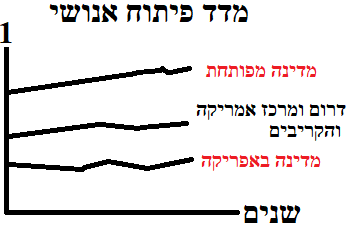 מדד פיתוח אנושי
1
מדינה מפותחת
דרום ומרכז אמריקה
והקריבים
מדינה באפריקה
שנים